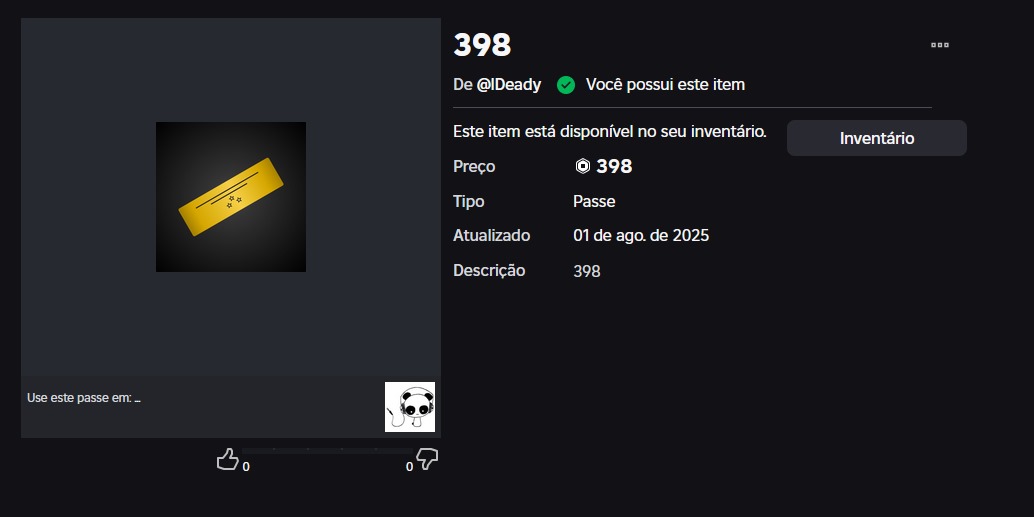 398
De @IDeady Você possui este item
Este item está disponível no seu inventário.
Inventário
Preço 398
Tipo Passe
Atualizado 01 de ago. de 2025
Descrição 398
Use este passe em: ...
0 0